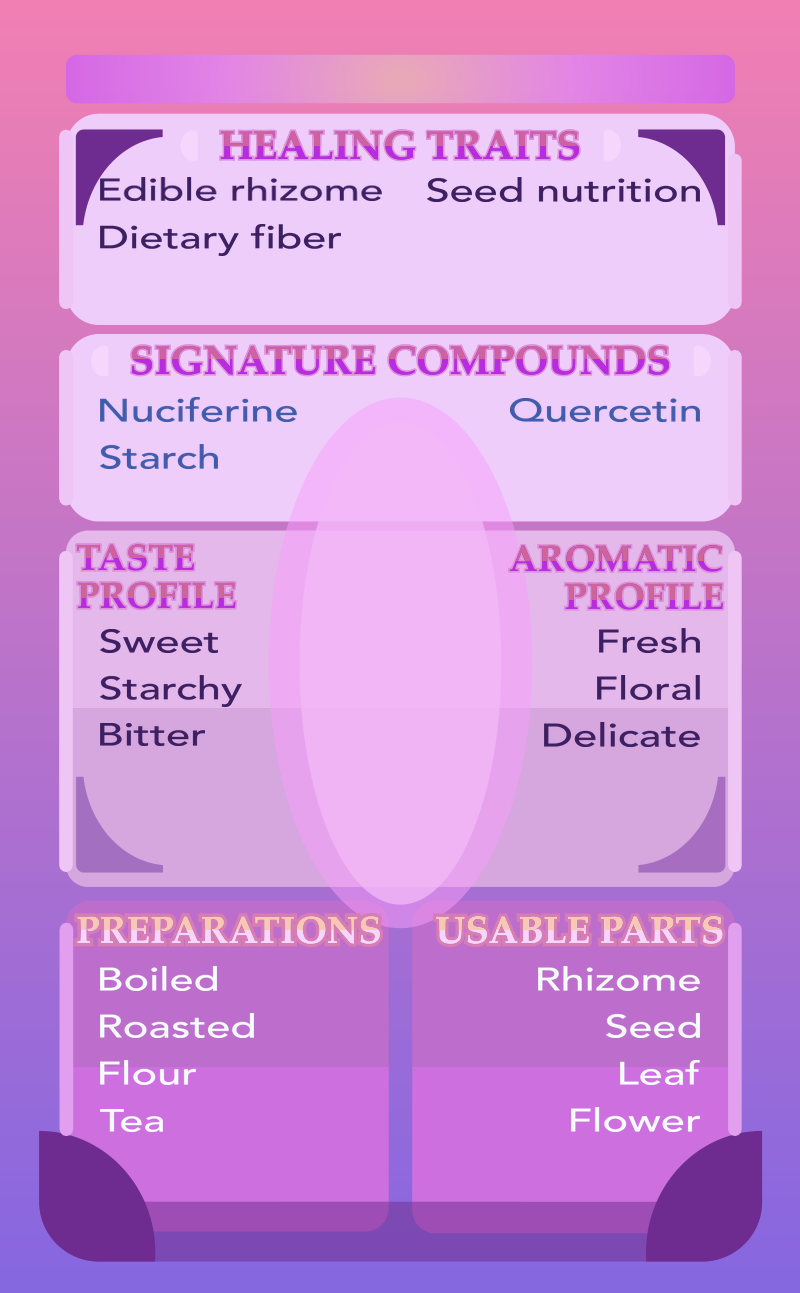 HEALING TRAITS
Edible rhizome Seed nutrition
Dietary fiber
SIGNATURE COMPOUNDS
Nuciferine Quercetin
Starch
TASTE
PROFILE
Sweet
Starchy
Bitter
AROMATIC
PROFILE
Fresh
Floral
Delicate
PREPARATIONS
Boiled
Roasted
Flour
Tea
USABLE PARTS
Rhizome
Seed
Leaf
Flower